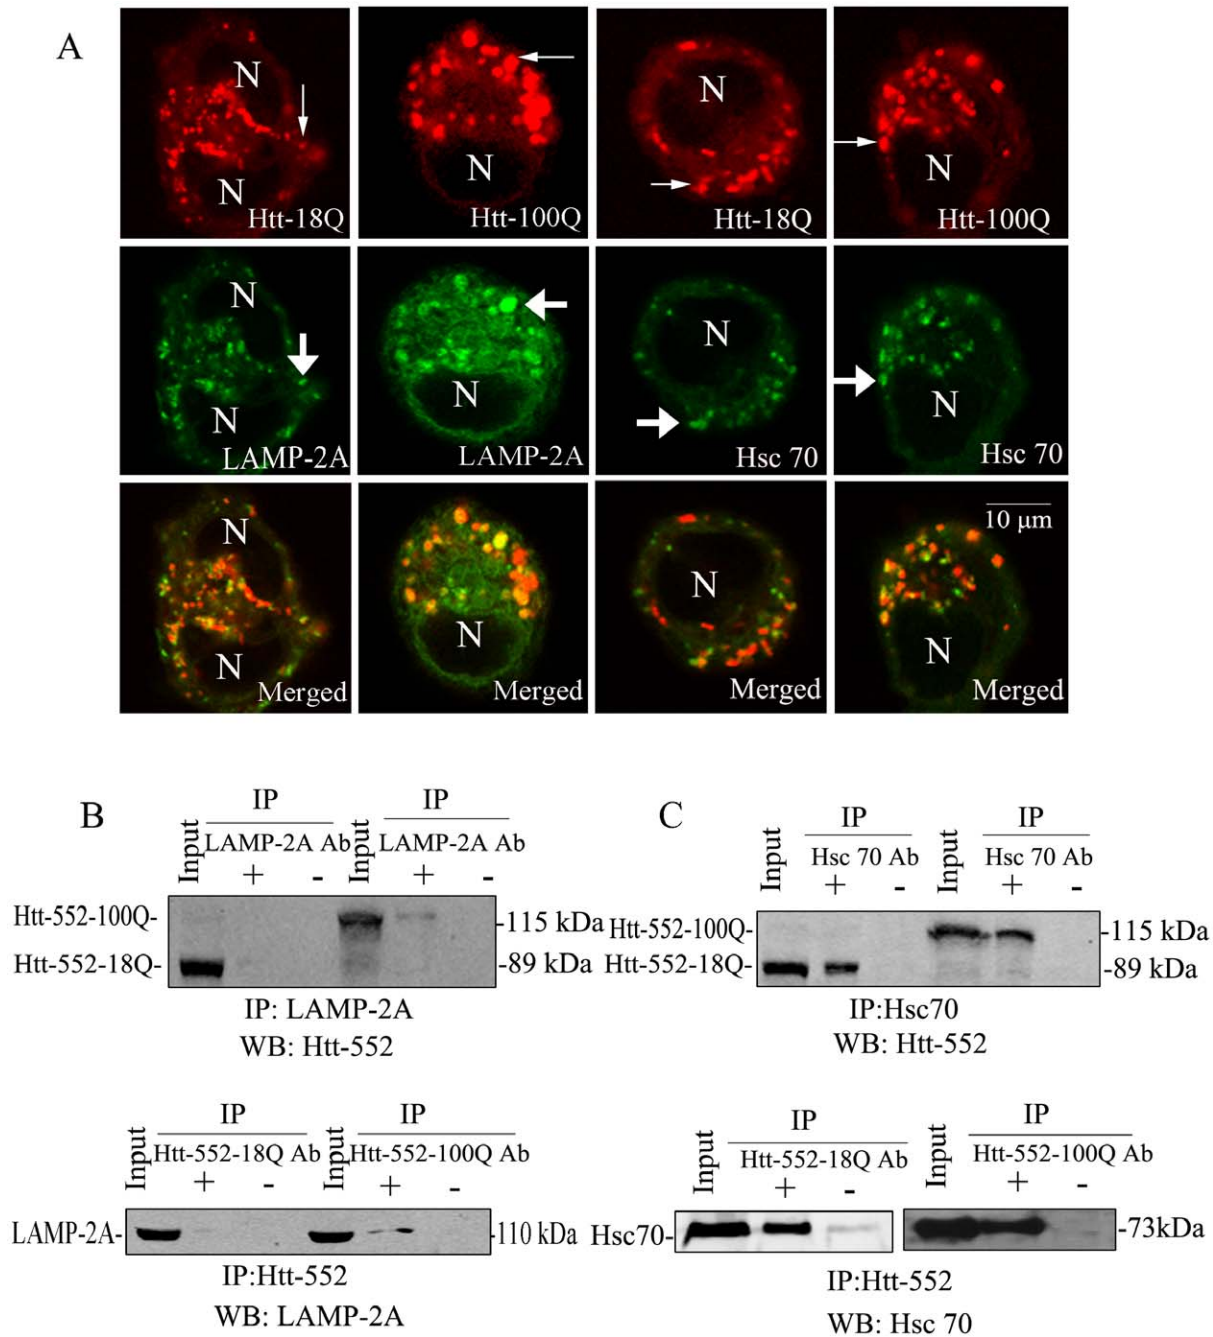 A
N
N
Htt-18Q
N
Htt-100Q
N
Htt-18Q
N
Htt-100Q
N
N
LAMP-2A
N
LAMP-2A
N
Hsc 70
N
Hsc 70
N
N
Merged
N
Merged
N
Merged
10 μm
N
Merged
B
Input
IP
LAMP-2A Ab
+ -
Input
IP
LAMP-2A Ab
+ -
Htt-552-100Q-
Htt-552-18Q-
-115 kDa
-89 kDa
IP: LAMP-2A
WB: Htt-552
C
Input
IP
Hsc 70 Ab
+ -
Input
IP
Hsc 70 Ab
+ -
Htt-552-100Q-
Htt-552-18Q-
-115 kDa
-89 kDa
IP:Hsc70
WB: Htt-552
Input
IP
Htt-552-18Q Ab
+ -
Input
IP
Htt-552-100Q Ab
+ -
LAMP-2A-
-110 kDa
IP:Htt-552
WB: LAMP-2A
Input
IP
Htt-552-18Q Ab
+ -
Input
IP
Htt-552-100Q Ab
+ -
Hsc70-
-73kDa
IP:Htt-552
WB: Hsc 70